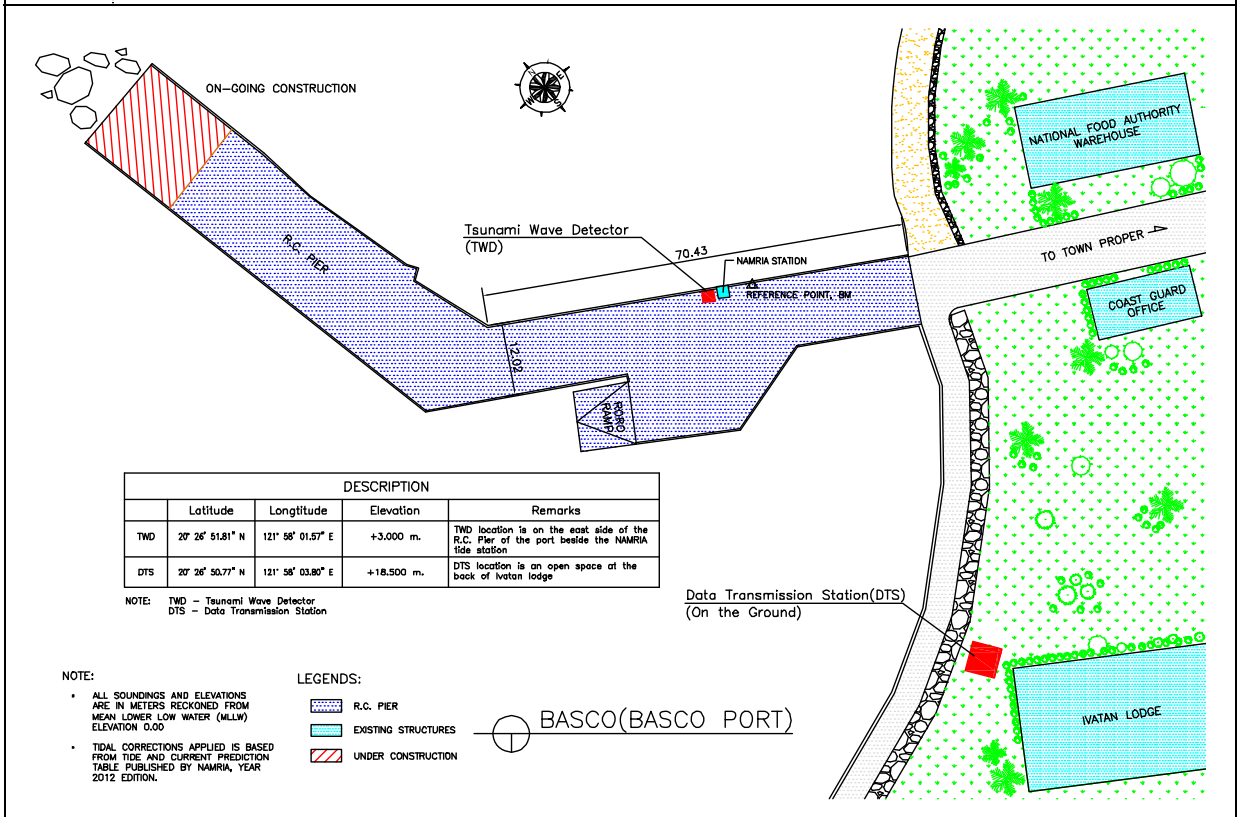 ON-GOING CONSTRUCTION
N
E
S
W
NATIONAL FOOD AUTHORITY
WAREHOUSE
Tsunami Wave Detector
(TWD)
70.43
NAMRIA STATION
REFERENCE POINT, BM
TO TOWN PROPER
R.C. PIER
COAST GUARD
OFFICE
12.02
RORO
RAMP
DESCRIPTION
Latitude Longtitude Elevation Remarks
TWD 20° 26' 51.81" N 121° 58' 01.57" E +3.000 m. TWD location is on the east side of the
R.C. Pier of the port beside the NAMRIA
tide station
DTS 20° 26' 50.77" N 121° 58' 03.80" E +18.500 m. DTS location is an open space at the
back of Ivatan lodge
NOTE: TWD - Tsunami Wave Detector
DTS - Data Transmission Station
Data Transmission Station(DTS)
(On the Ground)
NOTE:
• ALL SOUNDINGS AND ELEVATIONS
ARE IN METERS RECKONED FROM
MEAN LOWER LOW WATER (MLLW)
ELEVATION 0.00
• TIDAL CORRECTIONS APPLIED IS BASED
FROM TIDE AND CURRENT PREDICTION
TABLE PUBLISHED BY NAMRIA, YEAR
2012 EDITION.
LEGENDS:
R.C. PIER
EXISTING STRUCTURES
UNDER CONSTRUCTION
BASCO(BASCO PORT)
IVATAN LODGE